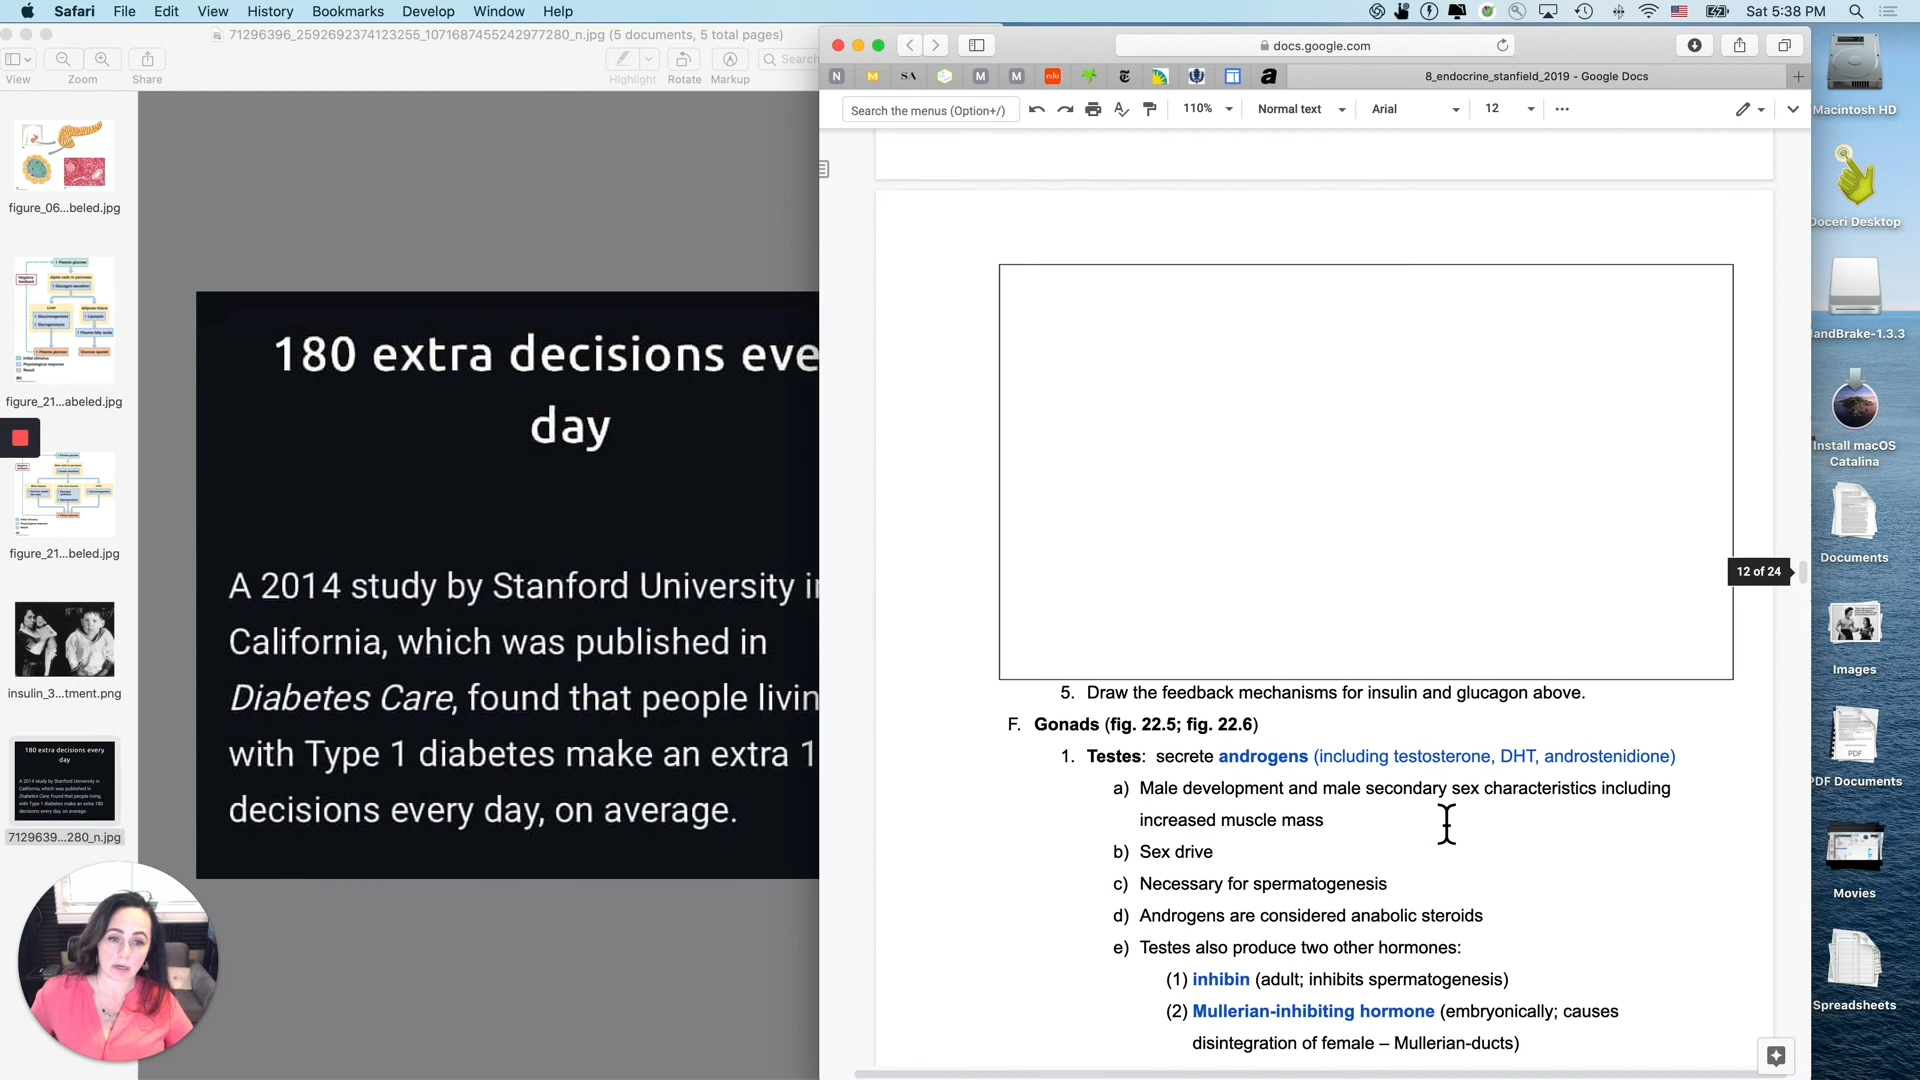 Safari File Edit View History Bookmarks Develop Window Help
Sat 5:38 PM
71296396_2592692374123255_1071687455242977280_n.jpg (5 documents, 5 total pages)
View Zoom Share Highlight Rotate Markup
Search
figure_06...beled.jpg
figure_21...abeled.jpg
figure_21...beled.jpg
insulin_3...tment.png
7129639...280_n.jpg
180 extra decisions eve
day
A 2014 study by Stanford University in
California, which was published in
Diabetes Care, found that people livin
with Type 1 diabetes make an extra 1
decisions every day, on average.
docs.google.com
8_endocrine_stanfield_2019 - Google Docs
Search the menus (Option+/)
110% Normal text Arial 12
12 of 24
5. Draw the feedback mechanisms for insulin and glucagon above.
F. Gonads (fig. 22.5; fig. 22.6)
1. Testes: secrete androgens (including testosterone, DHT, androstenidione)
a) Male development and male secondary sex characteristics including
increased muscle mass
b) Sex drive
c) Necessary for spermatogenesis
d) Androgens are considered anabolic steroids
e) Testes also produce two other hormones:
(1) inhibin (adult; inhibits spermatogenesis)
(2) Mullerian-inhibiting hormone (embryonically; causes
disintegration of female – Mullerian-ducts)
Macintosh HD
Doceri Desktop
andBrake-1.3.3
Install macOS
Catalina
Documents
Images
PDF Documents
Movies
Spreadsheets